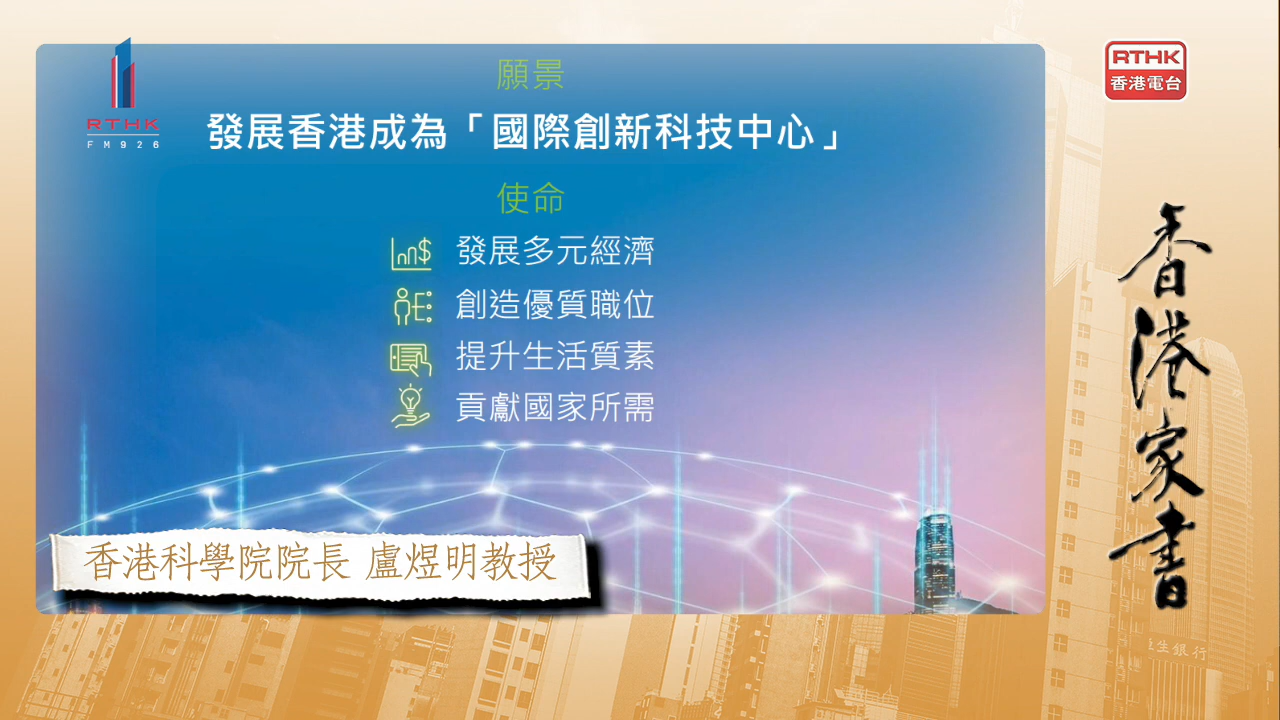 願景
RTHK
FM926
發展香港成為「國際創新科技中心」
RTHK
香港電台
使命
發展多元經濟
創造優質職位
提升生活質素
貢獻國家所需
香港科學院院長 盧煜明教授
香港家書
生銀行